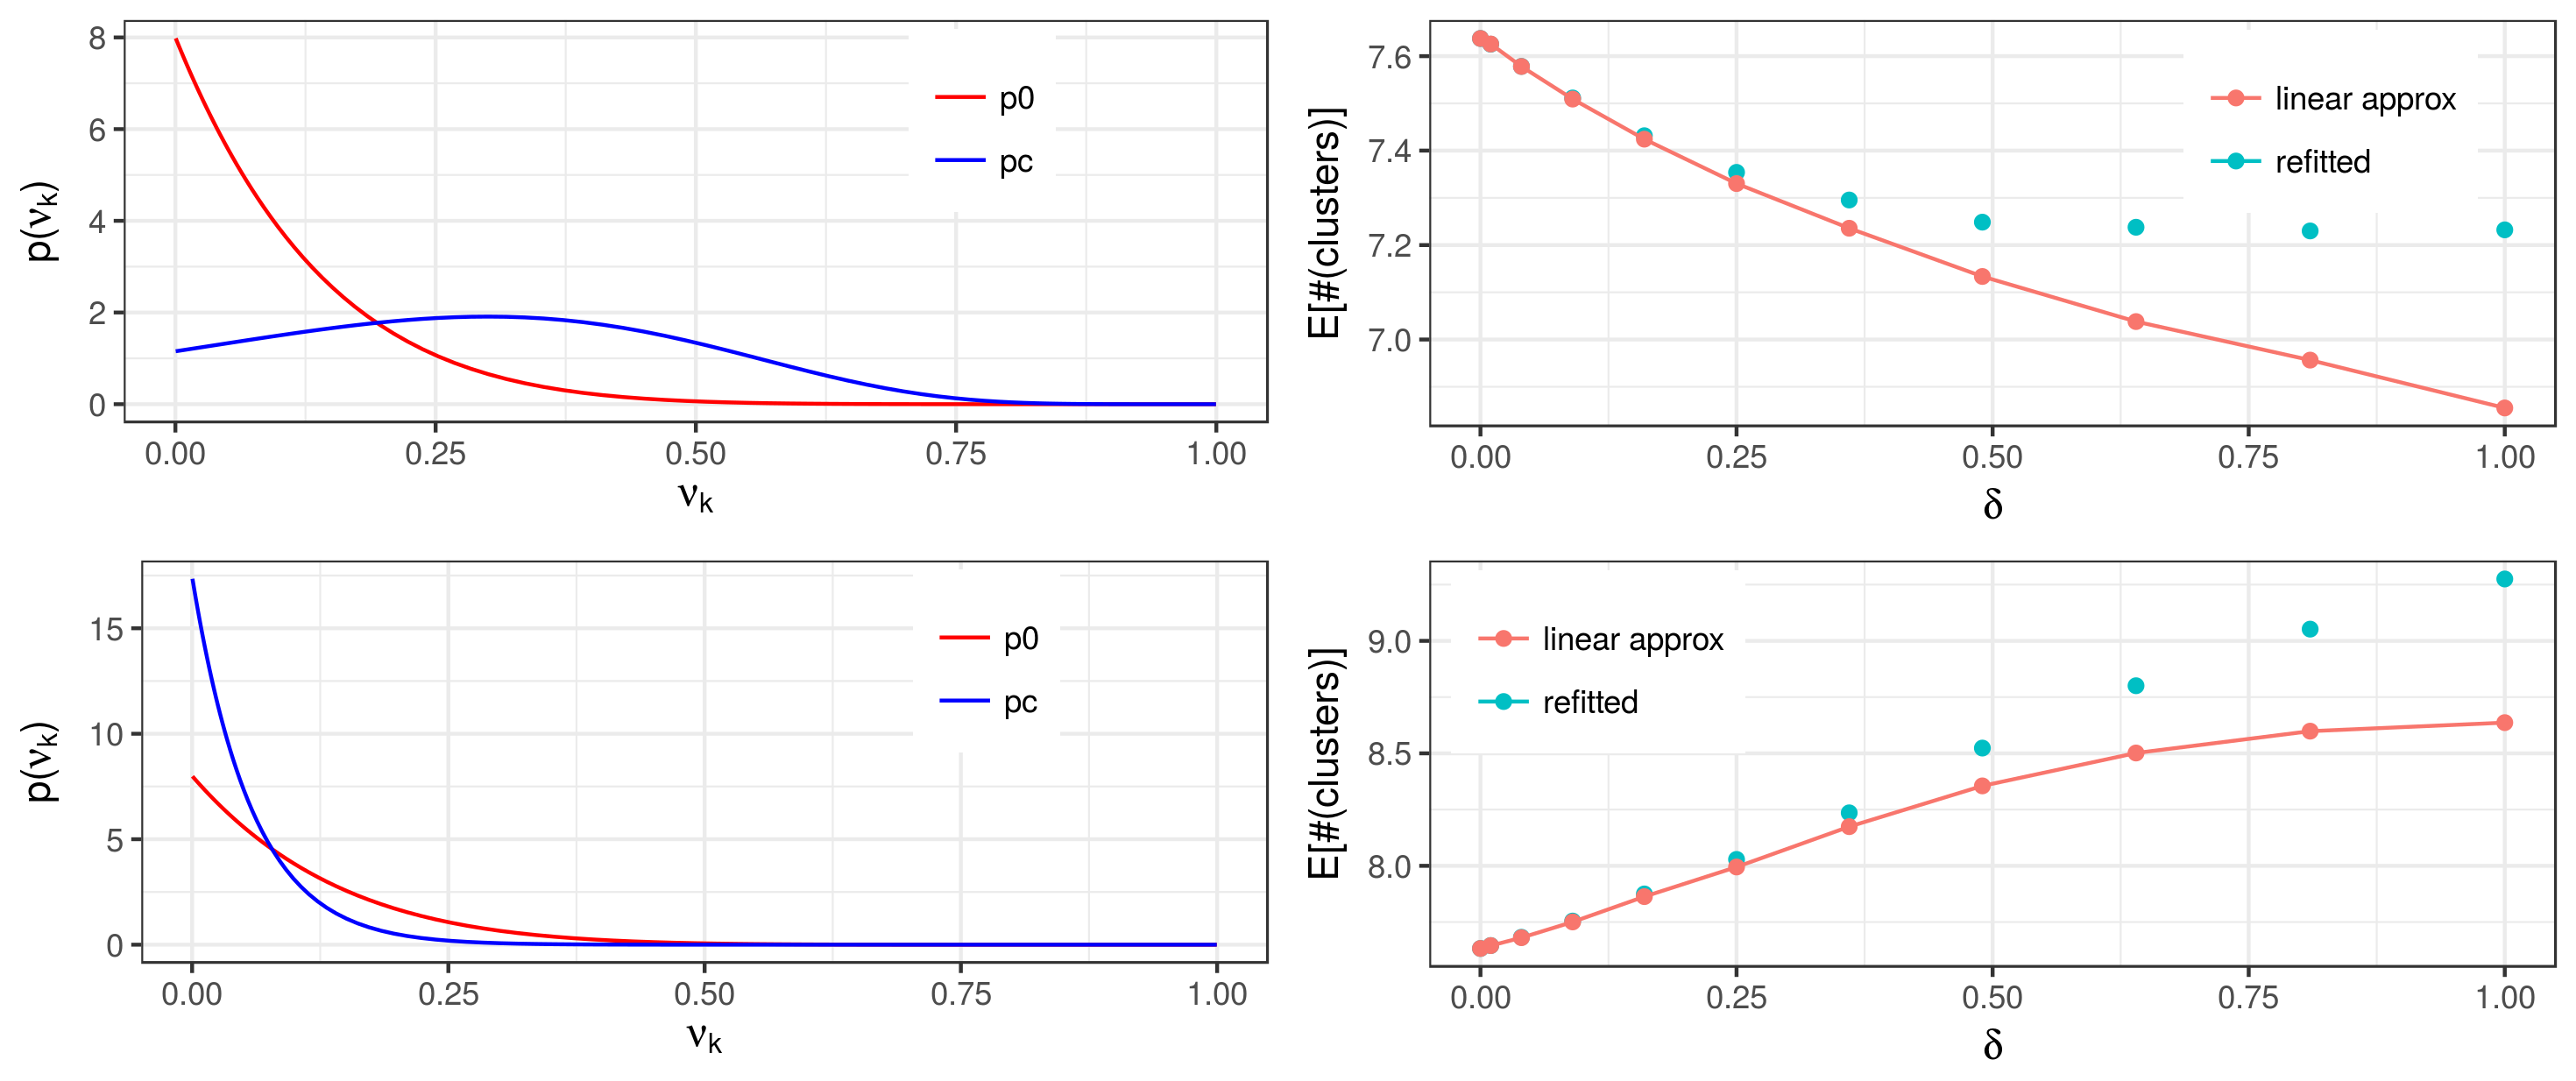 p(νk)
8
6
4
2
0
p0
pc
0.00 0.25 0.50 0.75 1.00
νk
E[#(clusters)]
7.6
7.4
7.2
7.0
linear approx
refitted
0.00 0.25 0.50 0.75 1.00
δ
p(νk)
15
10
5
0
p0
pc
0.00 0.25 0.50 0.75 1.00
νk
E[#(clusters)]
9.0
8.5
8.0
linear approx
refitted
0.00 0.25 0.50 0.75 1.00
δ